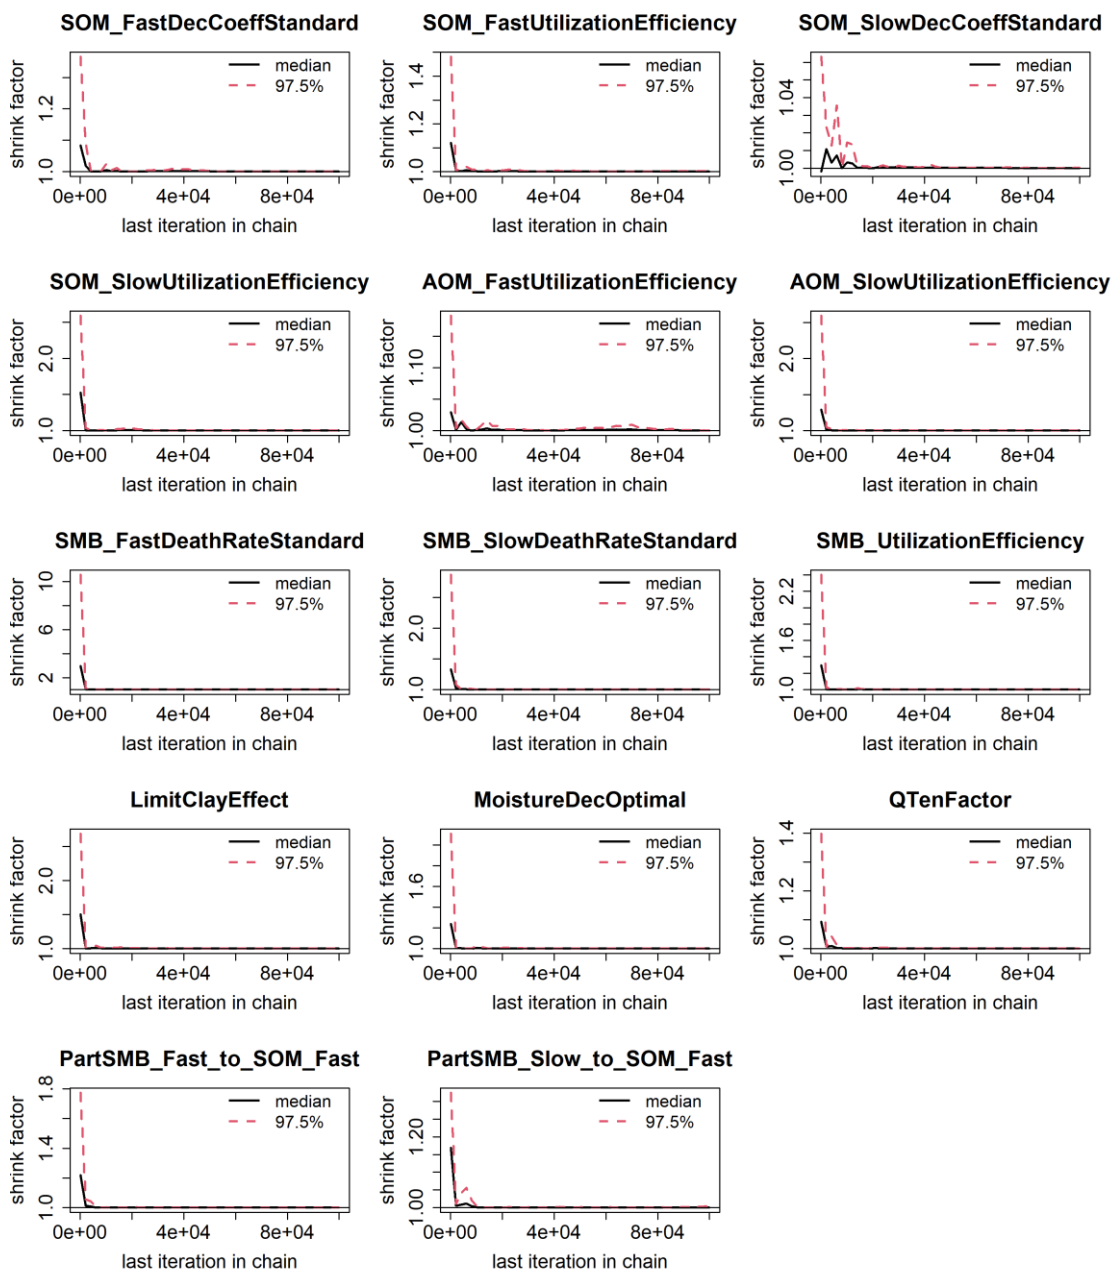 SOM_FastDecCoeffStandard
shrink factor
1.0 1.2
median
97.5%
0e+00 4e+04 8e+04
last iteration in chain
SOM_FastUtilizationEfficiency
shrink factor
1.0 1.2 1.4
median
97.5%
0e+00 4e+04 8e+04
last iteration in chain
SOM_SlowDecCoeffStandard
shrink factor
1.00 1.04
median
97.5%
0e+00 4e+04 8e+04
last iteration in chain
SOM_SlowUtilizationEfficiency
shrink factor
1.0 2.0
median
97.5%
0e+00 4e+04 8e+04
last iteration in chain
AOM_FastUtilizationEfficiency
shrink factor
1.00 1.10
median
97.5%
0e+00 4e+04 8e+04
last iteration in chain
AOM_SlowUtilizationEfficiency
shrink factor
1.0 2.0
median
97.5%
0e+00 4e+04 8e+04
last iteration in chain
SMB_FastDeathRateStandard
shrink factor
2 6 10
median
97.5%
0e+00 4e+04 8e+04
last iteration in chain
SMB_SlowDeathRateStandard
shrink factor
1.0 2.0
median
97.5%
0e+00 4e+04 8e+04
last iteration in chain
SMB_UtilizationEfficiency
shrink factor
1.0 1.6 2.2
median
97.5%
0e+00 4e+04 8e+04
last iteration in chain
LimitClayEffect
shrink factor
1.0 2.0
median
97.5%
0e+00 4e+04 8e+04
last iteration in chain
MoistureDecOptimal
shrink factor
1.0 1.6
median
97.5%
0e+00 4e+04 8e+04
last iteration in chain
QTenFactor
shrink factor
1.0 1.2 1.4
median
97.5%
0e+00 4e+04 8e+04
last iteration in chain
PartSMB_Fast_to_SOM_Fast
shrink factor
1.0 1.4 1.8
median
97.5%
0e+00 4e+04 8e+04
last iteration in chain
PartSMB_Slow_to_SOM_Fast
shrink factor
1.00 1.20
median
97.5%
0e+00 4e+04 8e+04
last iteration in chain